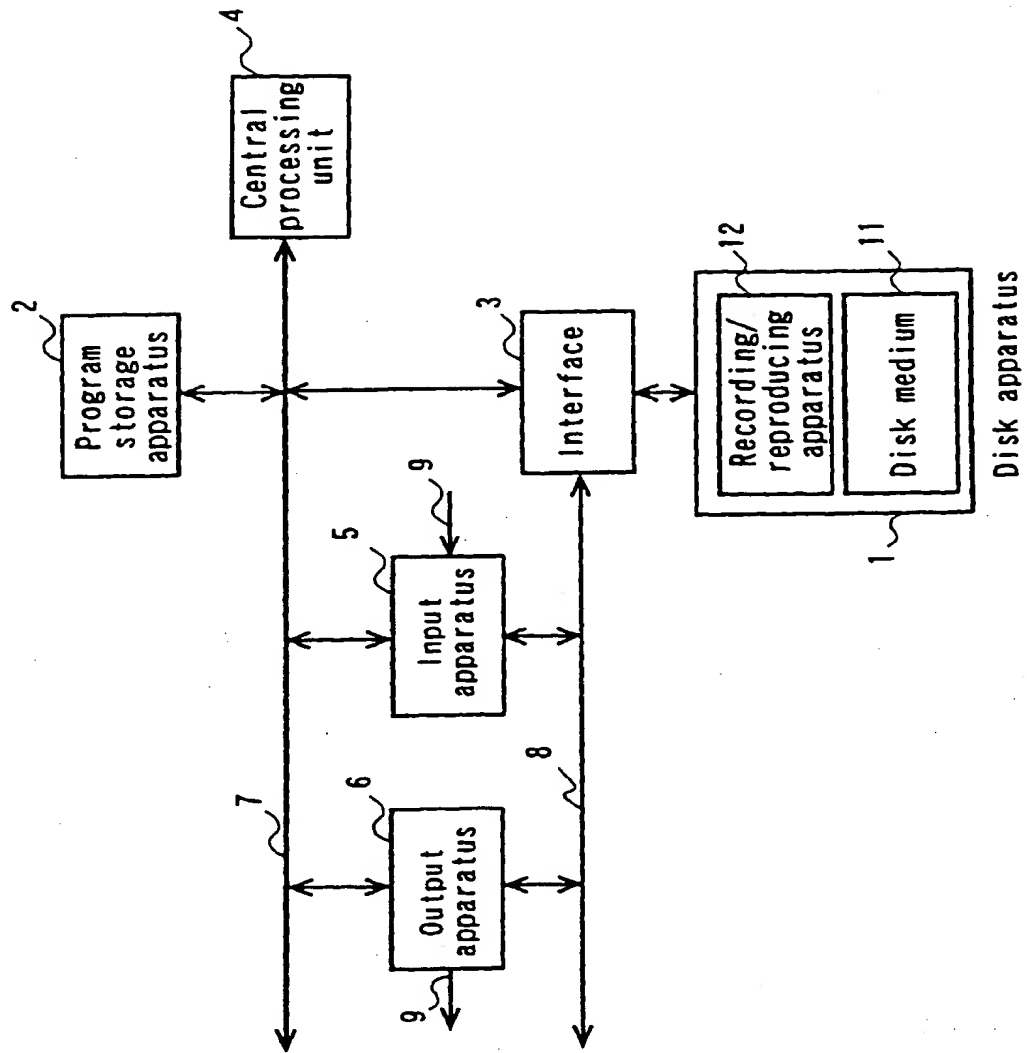 4
Central
processing
unit
2
Program
storage
apparatus
3
Interface
12
Recording/
reproducing
apparatus
11
Disk medium
1
Disk apparatus
9
5
Input
apparatus
7
6
Output
apparatus
8
9